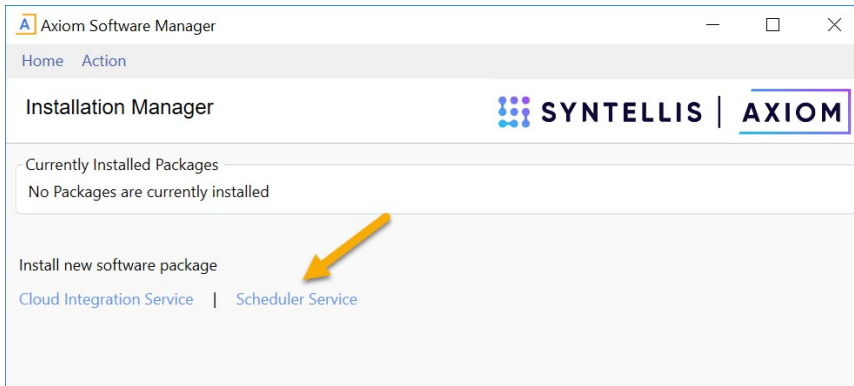 A Axiom Software Manager
Home Action
Installation Manager
SYNTELLIS | AXIOM
Currently Installed Packages
No Packages are currently installed
Install new software package
Cloud Integration Service | Scheduler Service